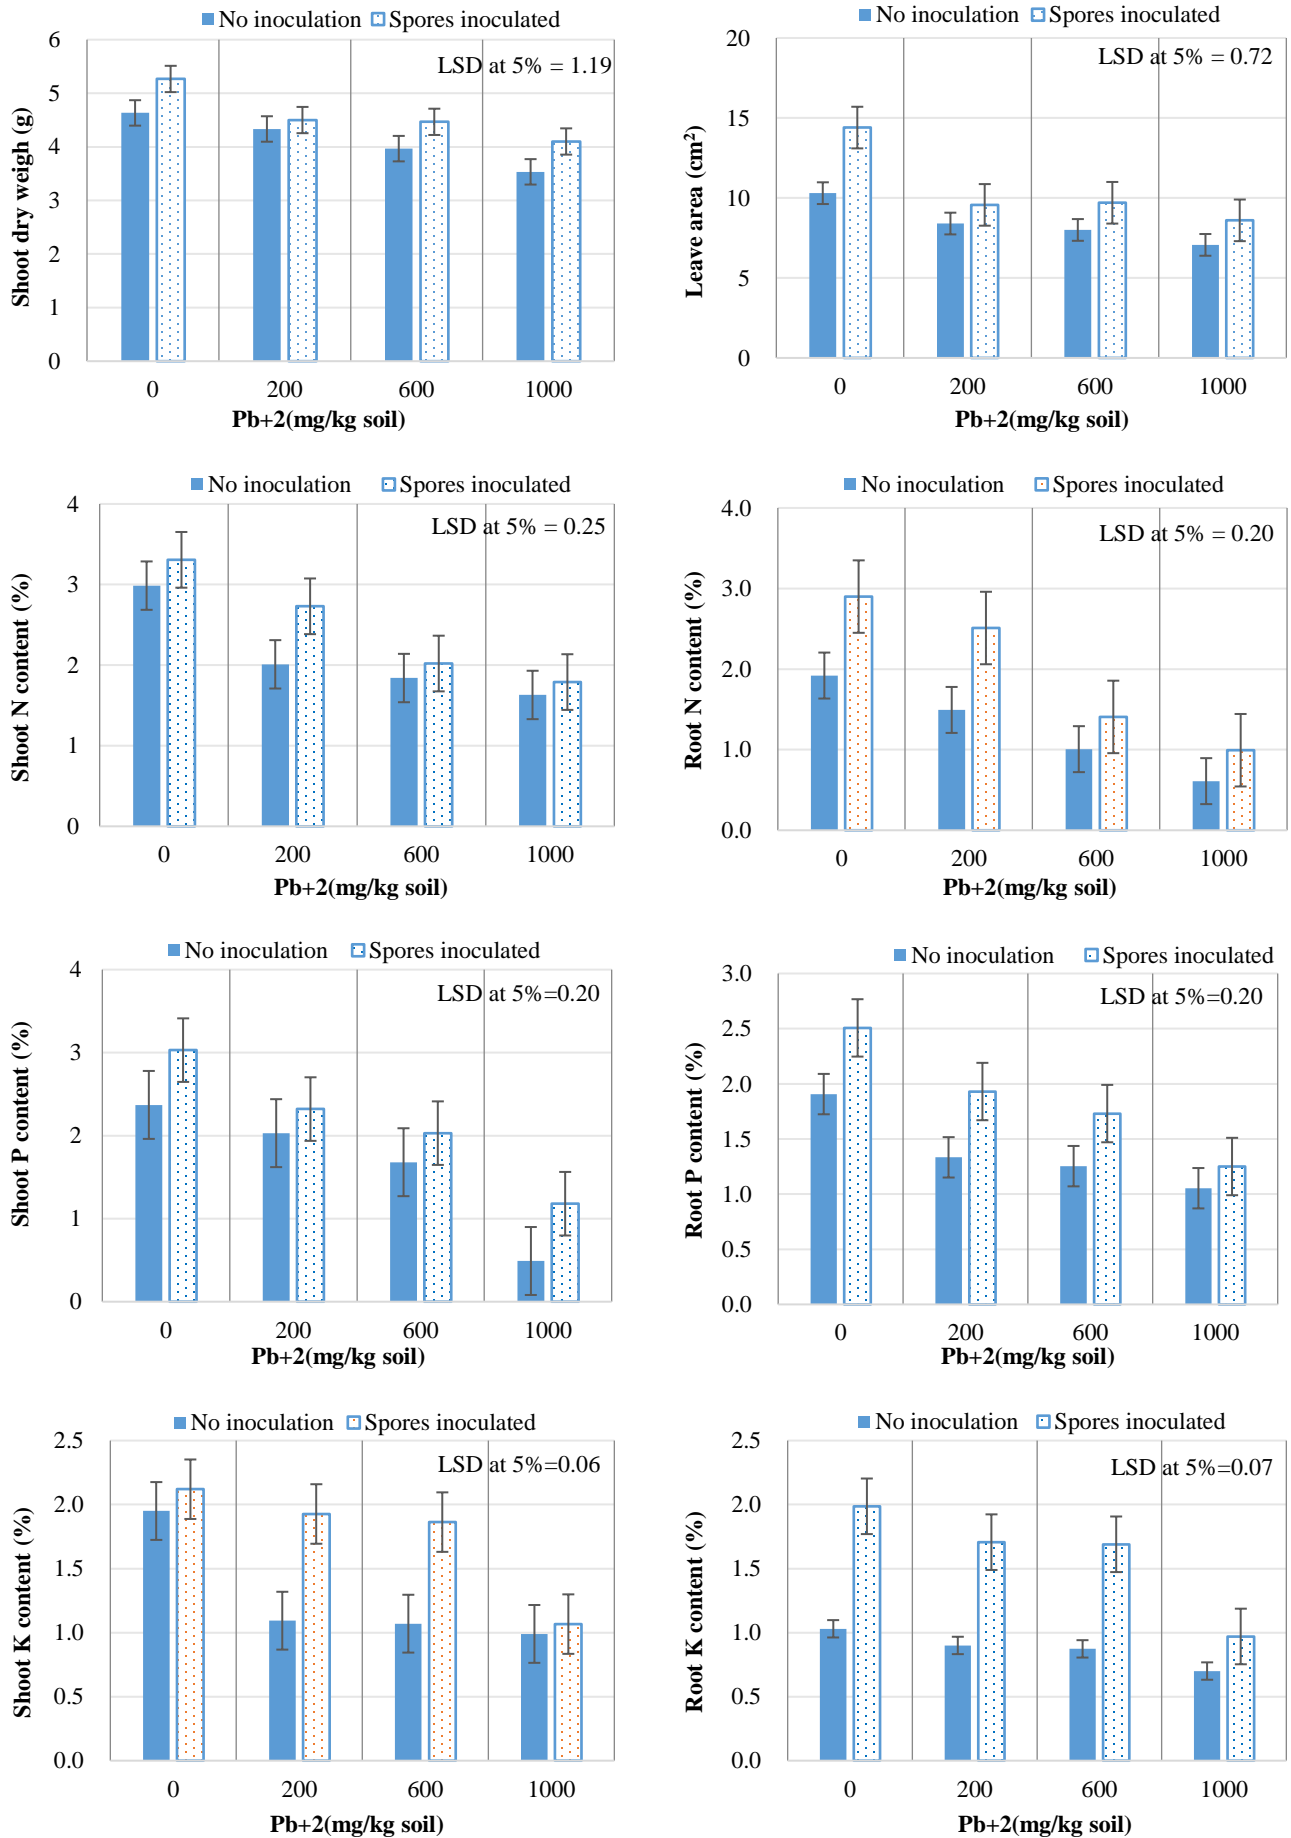 No inoculation Spores inoculated
LSD at 5% = 1.19
Shoot dry weigh (g)
6
5
4
3
2
1
0
0 200 600 1000
Pb+2(mg/kg soil)
No inoculation Spores inoculated
LSD at 5% = 0.72
Leave area (cm²)
20
15
10
5
0
0 200 600 1000
Pb+2(mg/kg soil)
No inoculation Spores inoculated
LSD at 5% = 0.25
Shoot N content (%)
4
3
2
1
0
0 200 600 1000
Pb+2(mg/kg soil)
No inoculation Spores inoculated
LSD at 5% = 0.20
Root N content (%)
4.0
3.0
2.0
1.0
0.0
0 200 600 1000
Pb+2(mg/kg soil)
No inoculation Spores inoculated
LSD at 5%=0.20
Shoot P content (%)
4
3
2
1
0
0 200 600 1000
Pb+2(mg/kg soil)
No inoculation Spores inoculated
LSD at 5%=0.20
Root P content (%)
3.0
2.5
2.0
1.5
1.0
0.5
0.0
0 200 600 1000
Pb+2(mg/kg soil)
No inoculation Spores inoculated
LSD at 5%=0.06
Shoot K content (%)
2.5
2.0
1.5
1.0
0.5
0.0
0 200 600 1000
Pb+2(mg/kg soil)
No inoculation Spores inoculated
LSD at 5%=0.07
Root K content (%)
2.5
2.0
1.5
1.0
0.5
0.0
0 200 600 1000
Pb+2(mg/kg soil)